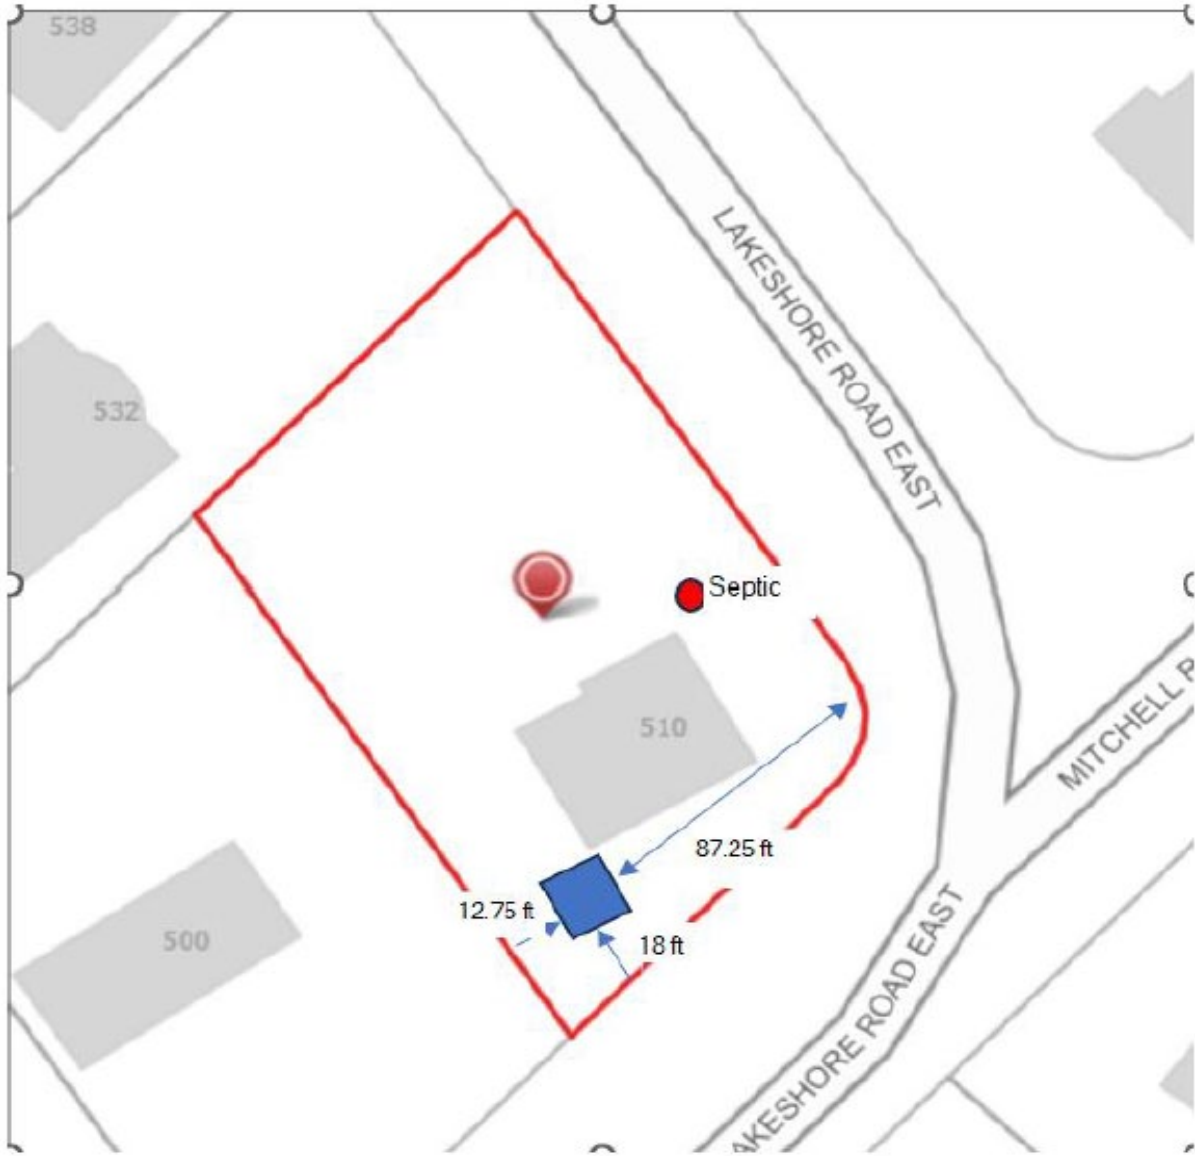 538
LAKESHORE ROAD EAST
532
Septic
MITCHELL R
510
87.25 ft
12.75 ft
18 ft
500
AKESHORE ROAD EAST